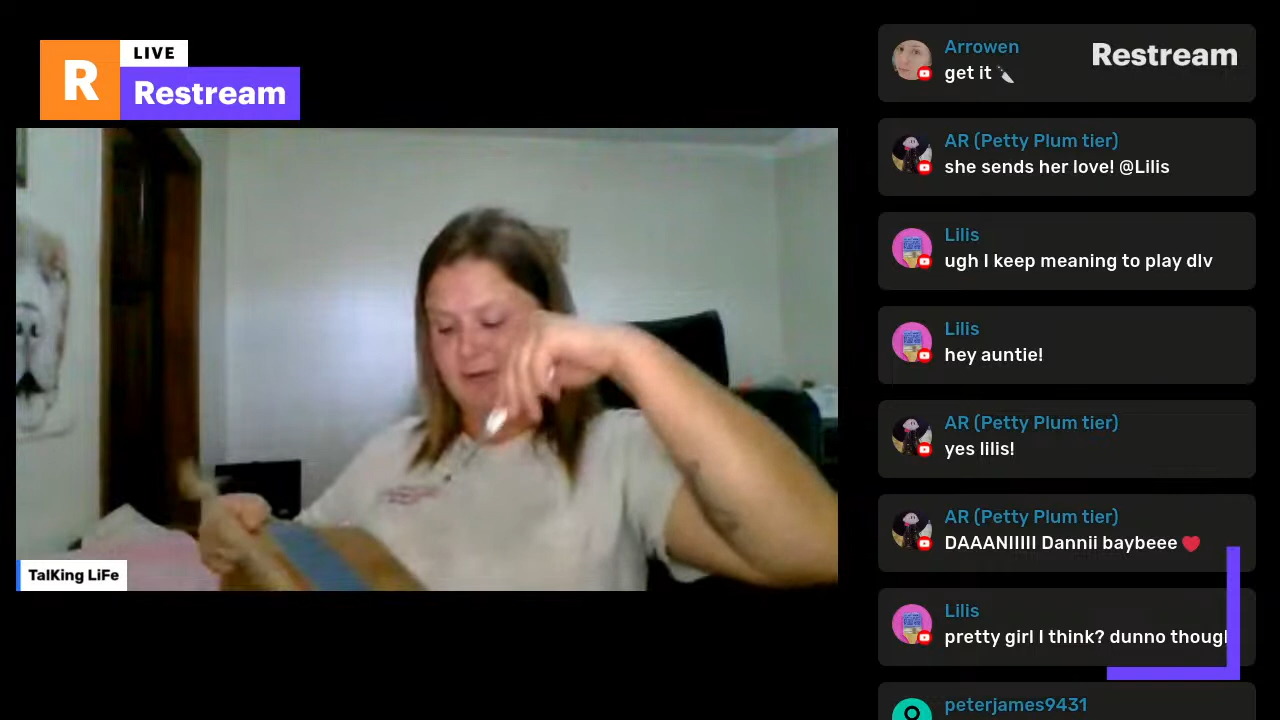 R
LIVE
Restream
TalKing LiFe
Restream
Arrowen
get it 🔪
AR (Petty Plum tier)
she sends her love! @Lilis
Lilis
ugh I keep meaning to play dlv
Lilis
hey auntie!
AR (Petty Plum tier)
yes lilis!
AR (Petty Plum tier)
DAAANIIIII Dannii baybeee ❤️
Lilis
pretty girl I think? dunno though
peterjames9431